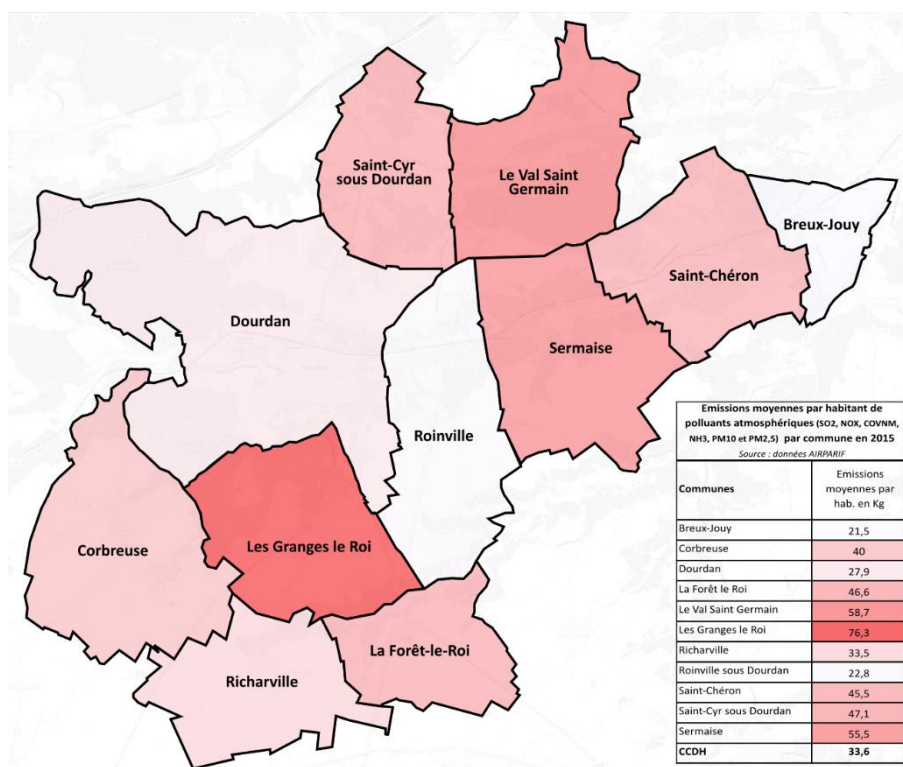 Saint-Cyr
sous Dourdan
Le Val Saint
Germain
Breux-Jouy
Saint-Chéron
Dourdan
Sermaise
Roinville
Corbreuse
Les Granges le Roi
La Forêt-le-Roi
Richarville
Emissions moyennes par habitant de
polluants atmosphériques (SO2, NOX, COVNM,
NH3, PM10 et PM2,5) par commune en 2015
Source : données AIRPARIF
Communes
Emissions
moyennes par
hab. en Kg
Breux-Jouy 21,5
Corbreuse 40
Dourdan 27,9
La Forêt le Roi 46,6
Le Val Saint Germain 58,7
Les Granges le Roi 76,3
Richarville 33,5
Roinville sous Dourdan 22,8
Saint-Chéron 45,5
Saint-Cyr sous Dourdan 47,1
Sermaise 55,5
CCDH 33,6